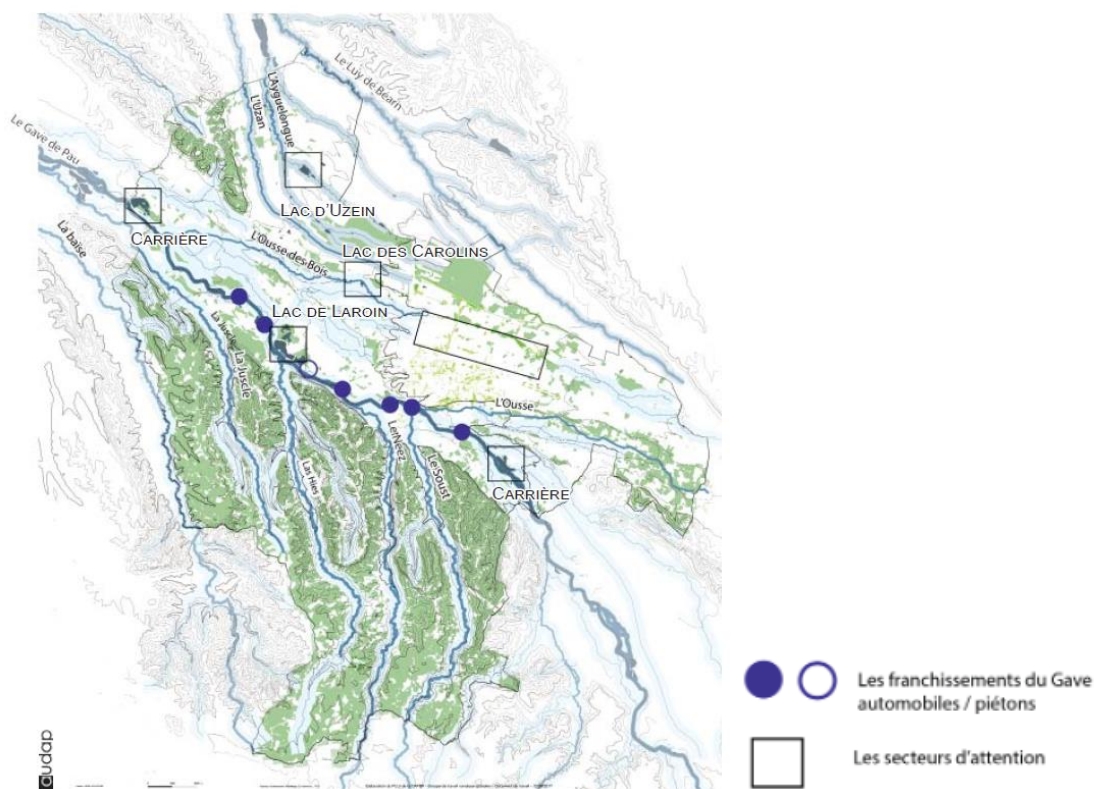 Le Luy de Béarn
L'Ayguelongue
L'Uzan
Le Gave de Pau
LAC D'UZEIN
CARRIÈRE
La baïse
L'Ousse des Bois
LAC DES CAROLINS
LAC DE LAROIN
La Juscle
La Juscle
L'Ousse
Le Neez
Le Soust
Las Hies
CARRIÈRE
Les franchissements du Gave
automobiles / piétons
Les secteurs d'attention
audap